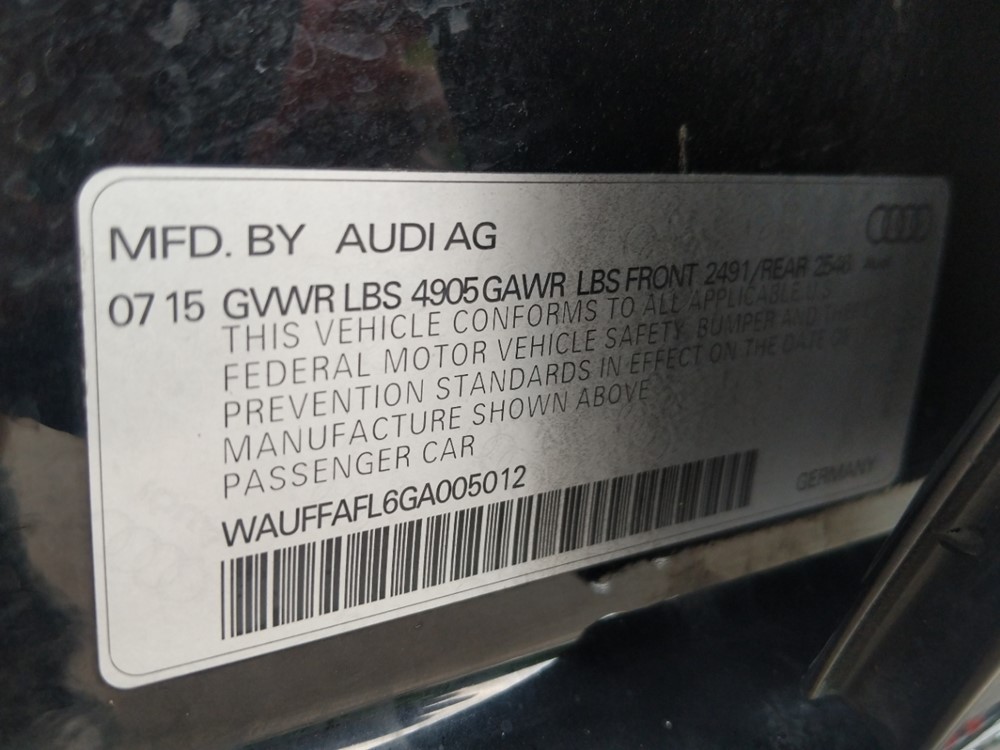 MFD. BY AUDI AG
07 15 GVWR LBS 4905 GAWR LBS FRONT 2491/REAR 2546 Audi
THIS VEHICLE CONFORMS TO ALL APPLICABLE U.S.
FEDERAL MOTOR VEHICLE SAFETY, BUMPER AND THEFT
PREVENTION STANDARDS IN EFFECT ON THE DATE OF
MANUFACTURE SHOWN ABOVE
PASSENGER CAR
WAUFFAFL6GA005012
GERMANY